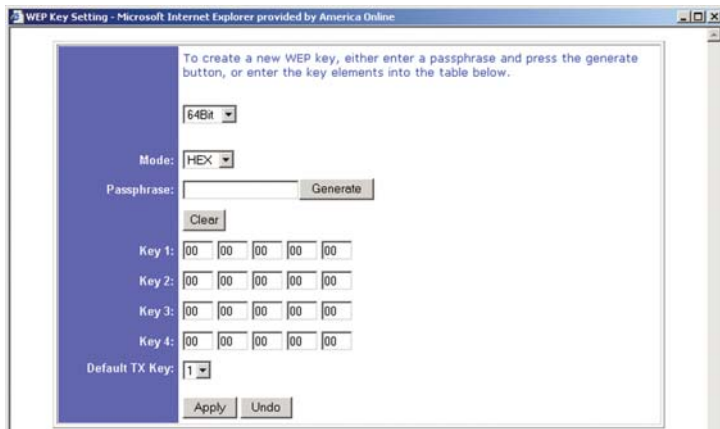 WEP Key Setting - Microsoft Internet Explorer provided by America Online
To create a new WEP key, either enter a passphrase and press the generate
button, or enter the key elements into the table below.
64Bit
Mode: HEX
Passphrase: Generate
Clear
Key 1: 00 00 00 00 00
Key 2: 00 00 00 00 00
Key 3: 00 00 00 00 00
Key 4: 00 00 00 00 00
Default TX Key: 1
Apply Undo